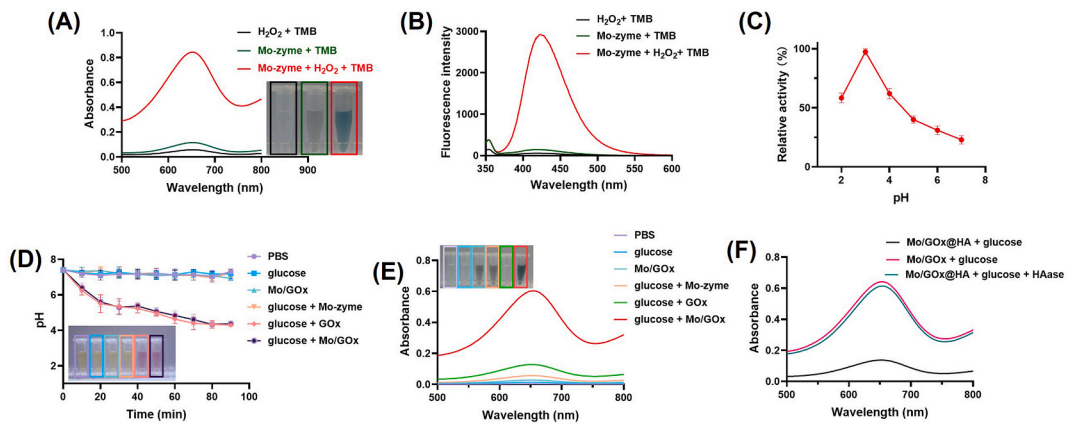 (A)
H₂O₂ + TMB
Mo-zyme + TMB
Mo-zyme + H₂O₂ + TMB
Absorbance
1.0
0.8
0.6
0.4
0.2
0.0
500
600
700
800
900
Wavelength (nm)
(B)
H₂O₂+ TMB
Mo-zyme + TMB
Mo-zyme + H₂O₂+ TMB
Fluorescence intensity
3000
2000
1000
0
350
400
450
500
550
600
Wavelength (nm)
(C)
Relative activity (%)
100
50
0
2
4
6
8
pH
(D)
PBS
glucose
Mo/GOx
glucose + Mo-zyme
glucose + GOx
glucose + Mo/GOx
pH
8
6
4
2
0
20
40
60
80
100
Time (min)
(E)
PBS
glucose
Mo/GOx
glucose + Mo-zyme
glucose + GOx
glucose + Mo/GOx
Absorbance
0.8
0.6
0.4
0.2
0.0
500
600
700
800
Wavelength (nm)
(F)
Mo/GOx@HA + glucose
Mo/GOx + glucose
Mo/GOx@HA + glucose + HAase
Absorbance
0.8
0.6
0.4
0.2
0.0
500
600
700
800
Wavelength (nm)